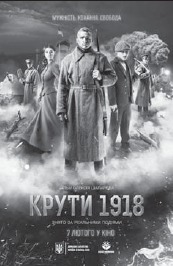 МУЖНІСТЬ КОХАННЯ СВОБОДА
КРУТИ 1918
ЗНЯТО ЗА РЕАЛЬНИМИ ПОДІЯМИ
7 ЛЮТОГО У КІНО